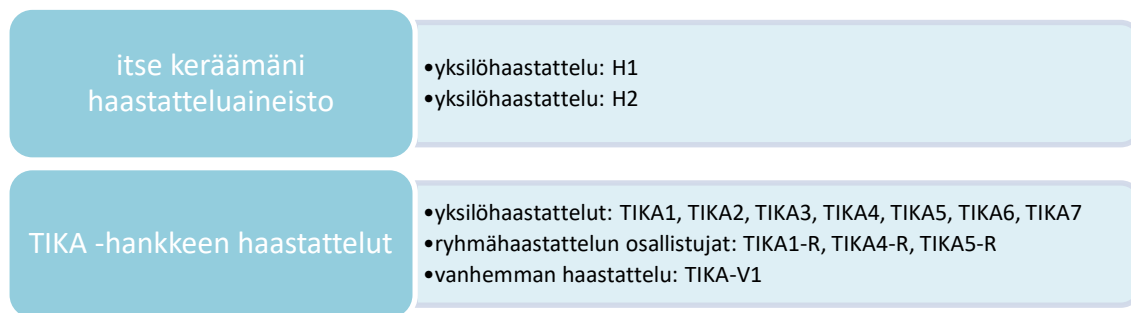 itse keräämäni
haastatteluaineisto
•yksilöhaastattelu: H1
•yksilöhaastattelu: H2
TIKA -hankkeen haastattelut
•yksilöhaastattelut: TIKA1, TIKA2, TIKA3, TIKA4, TIKA5, TIKA6, TIKA7
•ryhmähaastattelun osallistujat: TIKA1-R, TIKA4-R, TIKA5-R
•vanhemman haastattelu: TIKA-V1